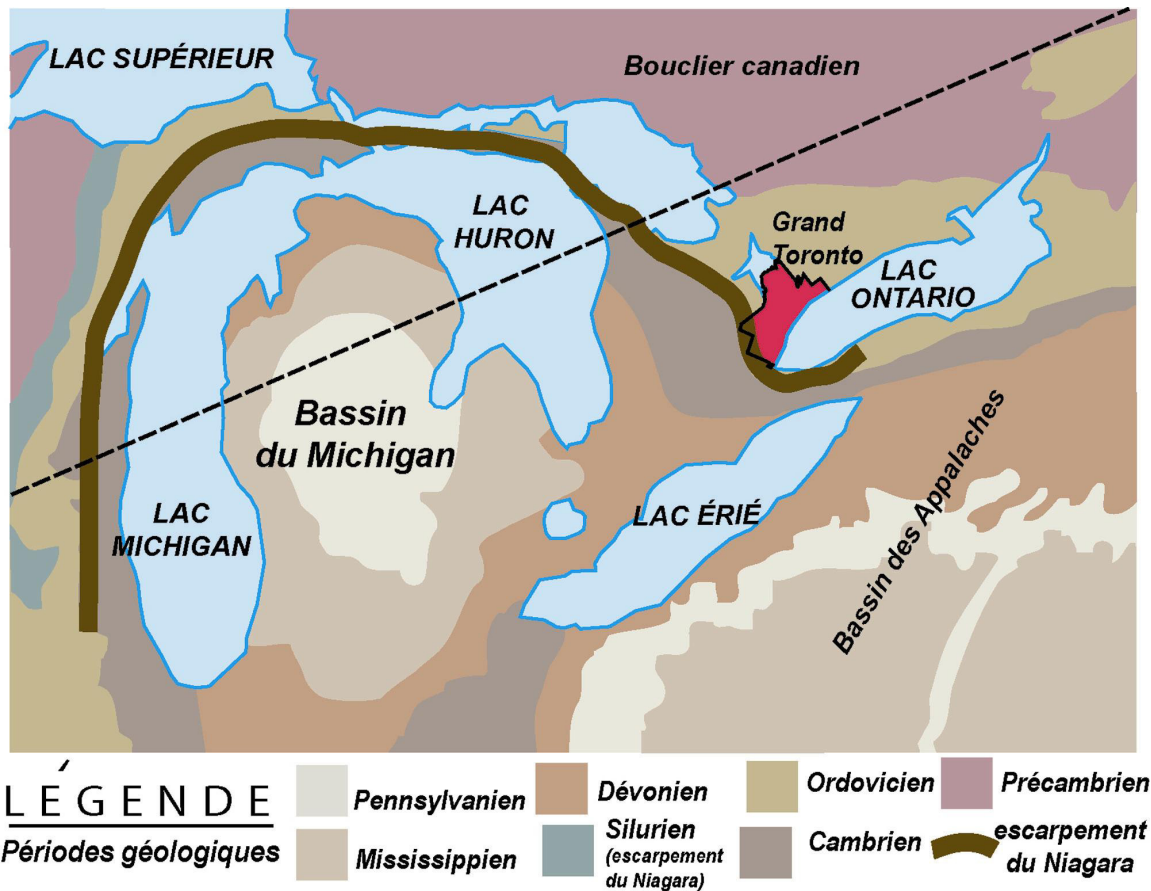 LAC SUPÉRIEUR
Bouclier canadien
LAC
HURON
Grand
Toronto
LAC
ONTARIO
Bassin
du Michigan
LAC
MICHIGAN
LAC ÉRIÉ
Bassin des Appalaches
LÉGENDE
Périodes géologiques
Pennsylvanien
Mississippien
Dévonien
Silurien
(escarpement
du Niagara)
Ordovicien
Cambrien
Précambrien
escarpement
du Niagara